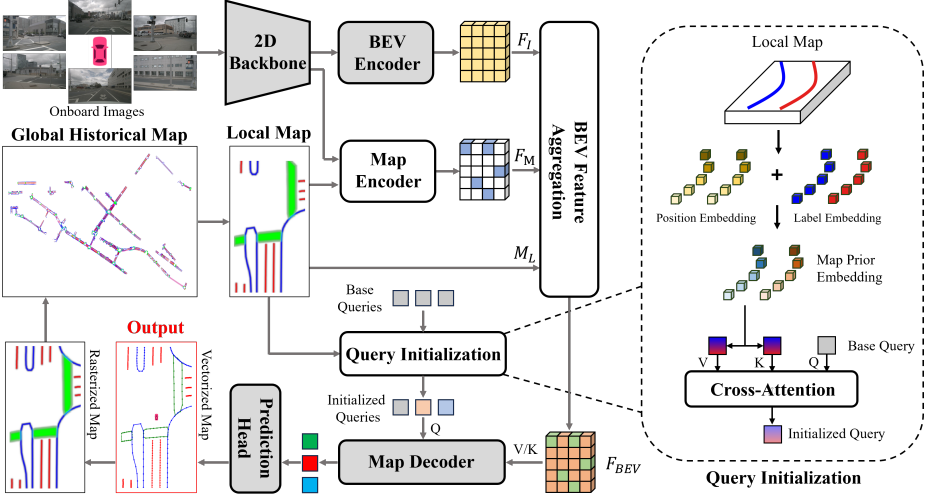 Onboard Images
2D
Backbone
BEV
Encoder
F_I
Global Historical Map
Local Map
Map
Encoder
F_M
BEV Feature
Aggregation
M_L
Base
Queries
Query Initialization
Initialized
Queries
Q
Output
Rasterized Map
Vectorized Map
Prediction
Head
Map Decoder
V/K
F_BEV
Local Map
+
Position Embedding
Label Embedding
Map Prior
Embedding
Base Query
V
K
Q
Cross-Attention
Initialized Query
Query Initialization